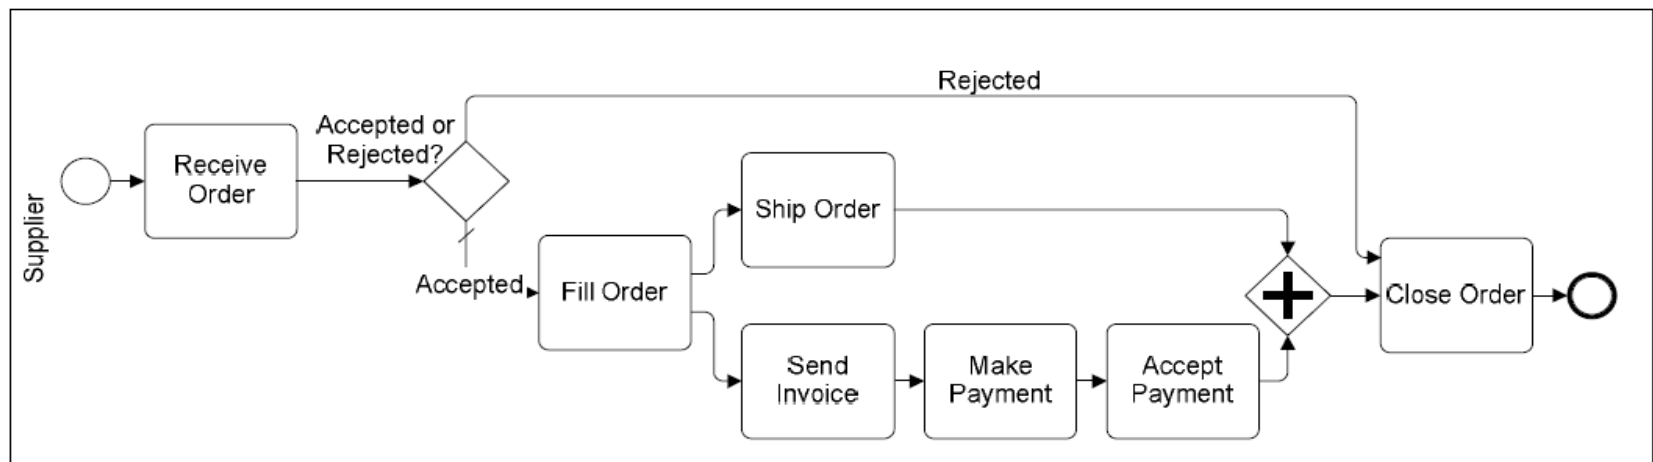 Supplier
Receive
Order
Accepted or
Rejected?
Rejected
Accepted
Fill Order
Ship Order
Send
Invoice
Make
Payment
Accept
Payment
Close Order